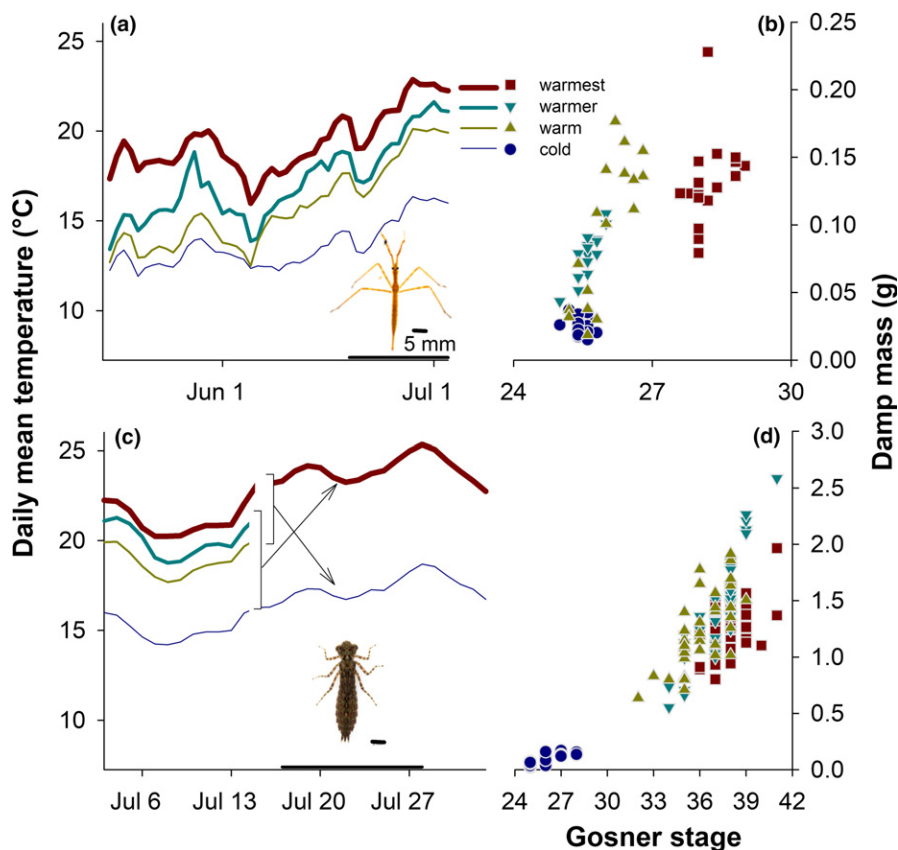 Daily mean temperature (°C)
(a)
25
20
15
10
Jun 1
Jul 1
5 mm
warmest
warmer
warm
cold
(b)
0.25
0.20
0.15
0.10
0.05
0.00
24
27
30
Damp mass (g)
(c)
25
20
15
10
Jul 6
Jul 13
Jul 20
Jul 27
(d)
3.0
2.5
2.0
1.5
1.0
0.5
0.0
24
27
30
33
36
39
42
Gosner stage